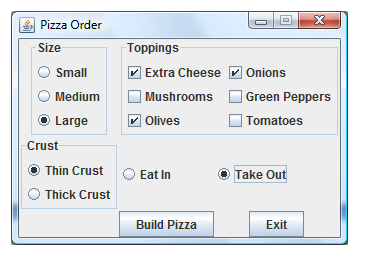 Pizza Order
Size
Toppings
Small
Extra Cheese
Onions
Medium
Mushrooms
Green Peppers
Large
Olives
Tomatoes
Crust
Thin Crust
Eat In
Take Out
Thick Crust
Build Pizza
Exit